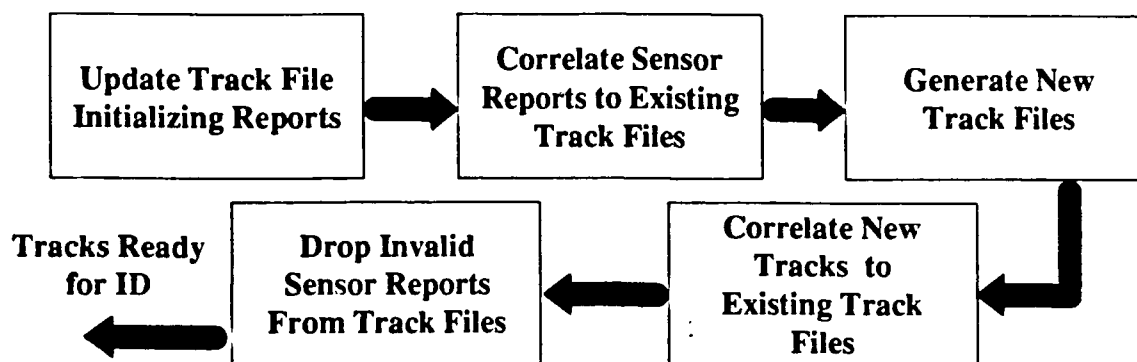 Update Track File
Initializing Reports
Correlate Sensor
Reports to Existing
Track Files
Generate New
Track Files
Correlate New
Tracks to
Existing Track
Files
Drop Invalid
Sensor Reports
From Track Files
Tracks Ready
for ID